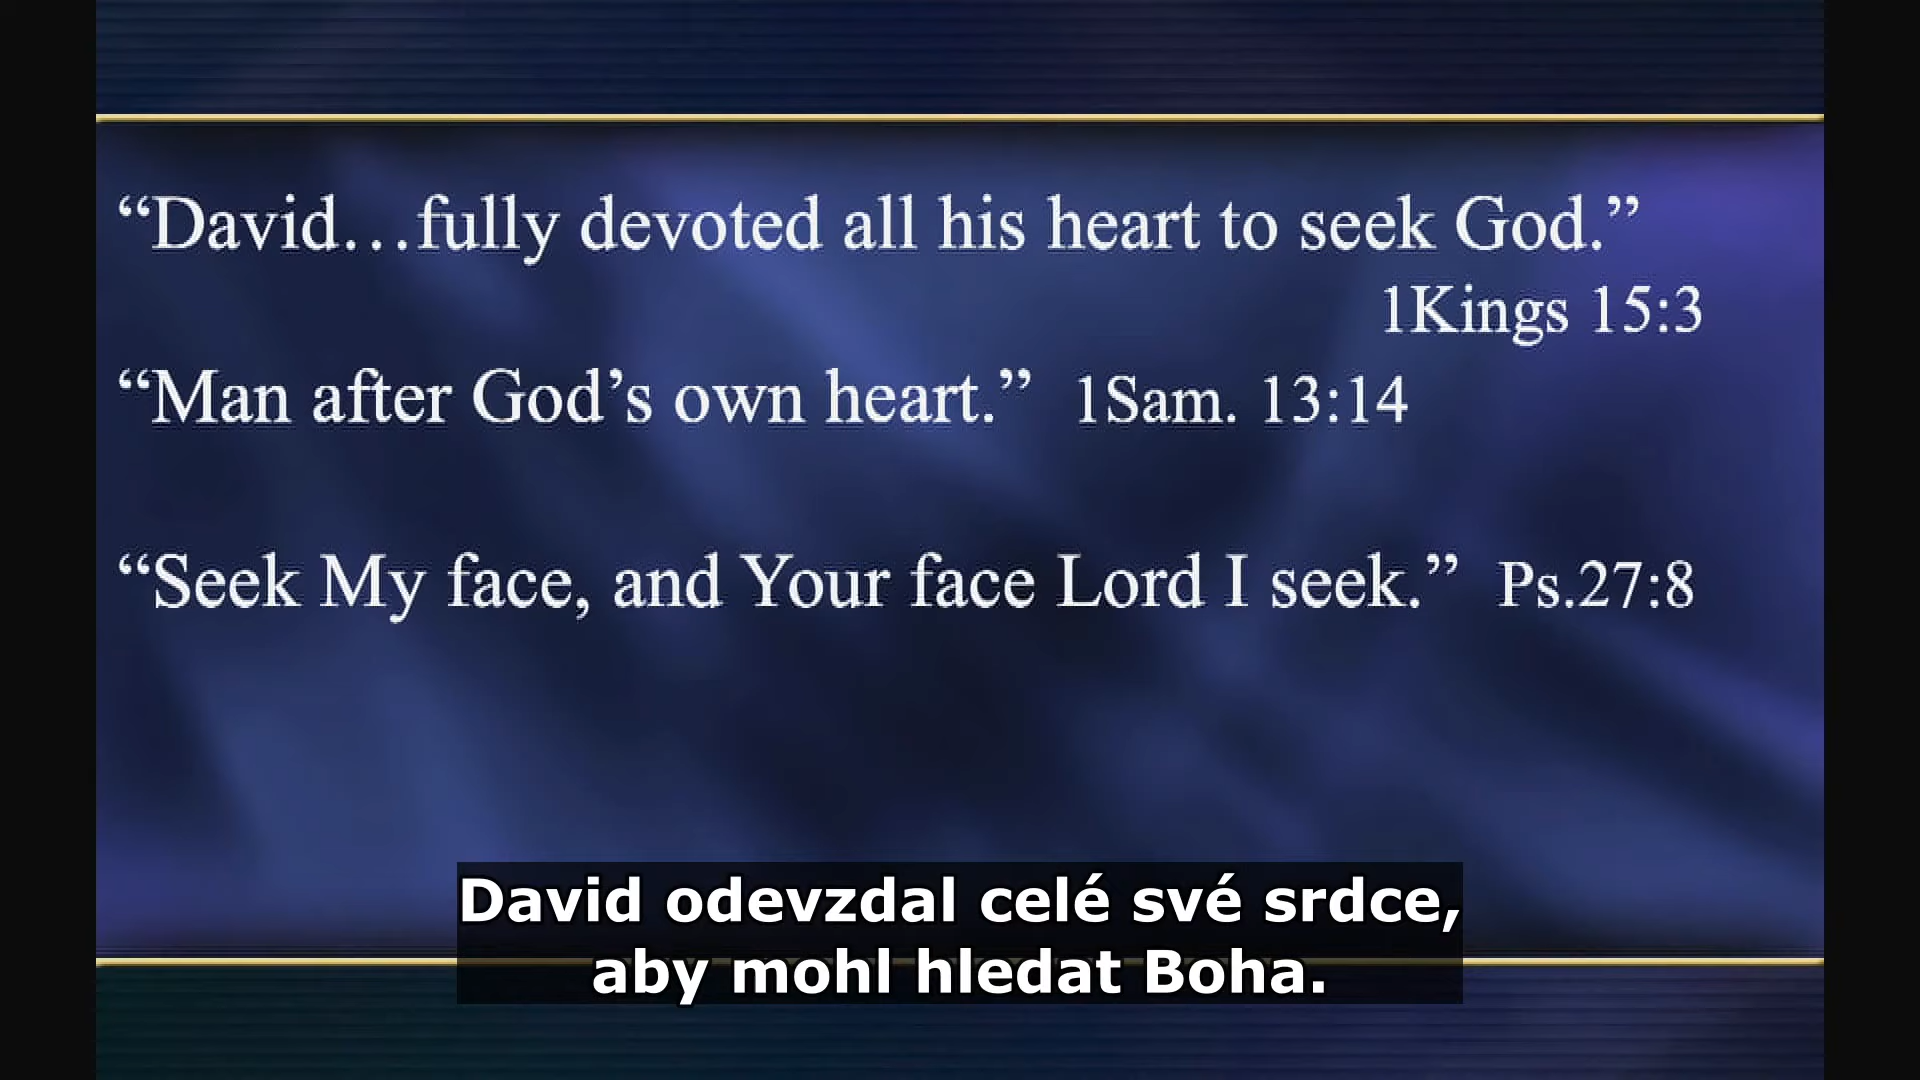 “David…fully devoted all his heart to seek God.”
1Kings 15:3
“Man after God’s own heart.” 1Sam. 13:14
“Seek My face, and Your face Lord I seek.” Ps.27:8
David odevzdal celé své srdce,
aby mohl hledat Boha.